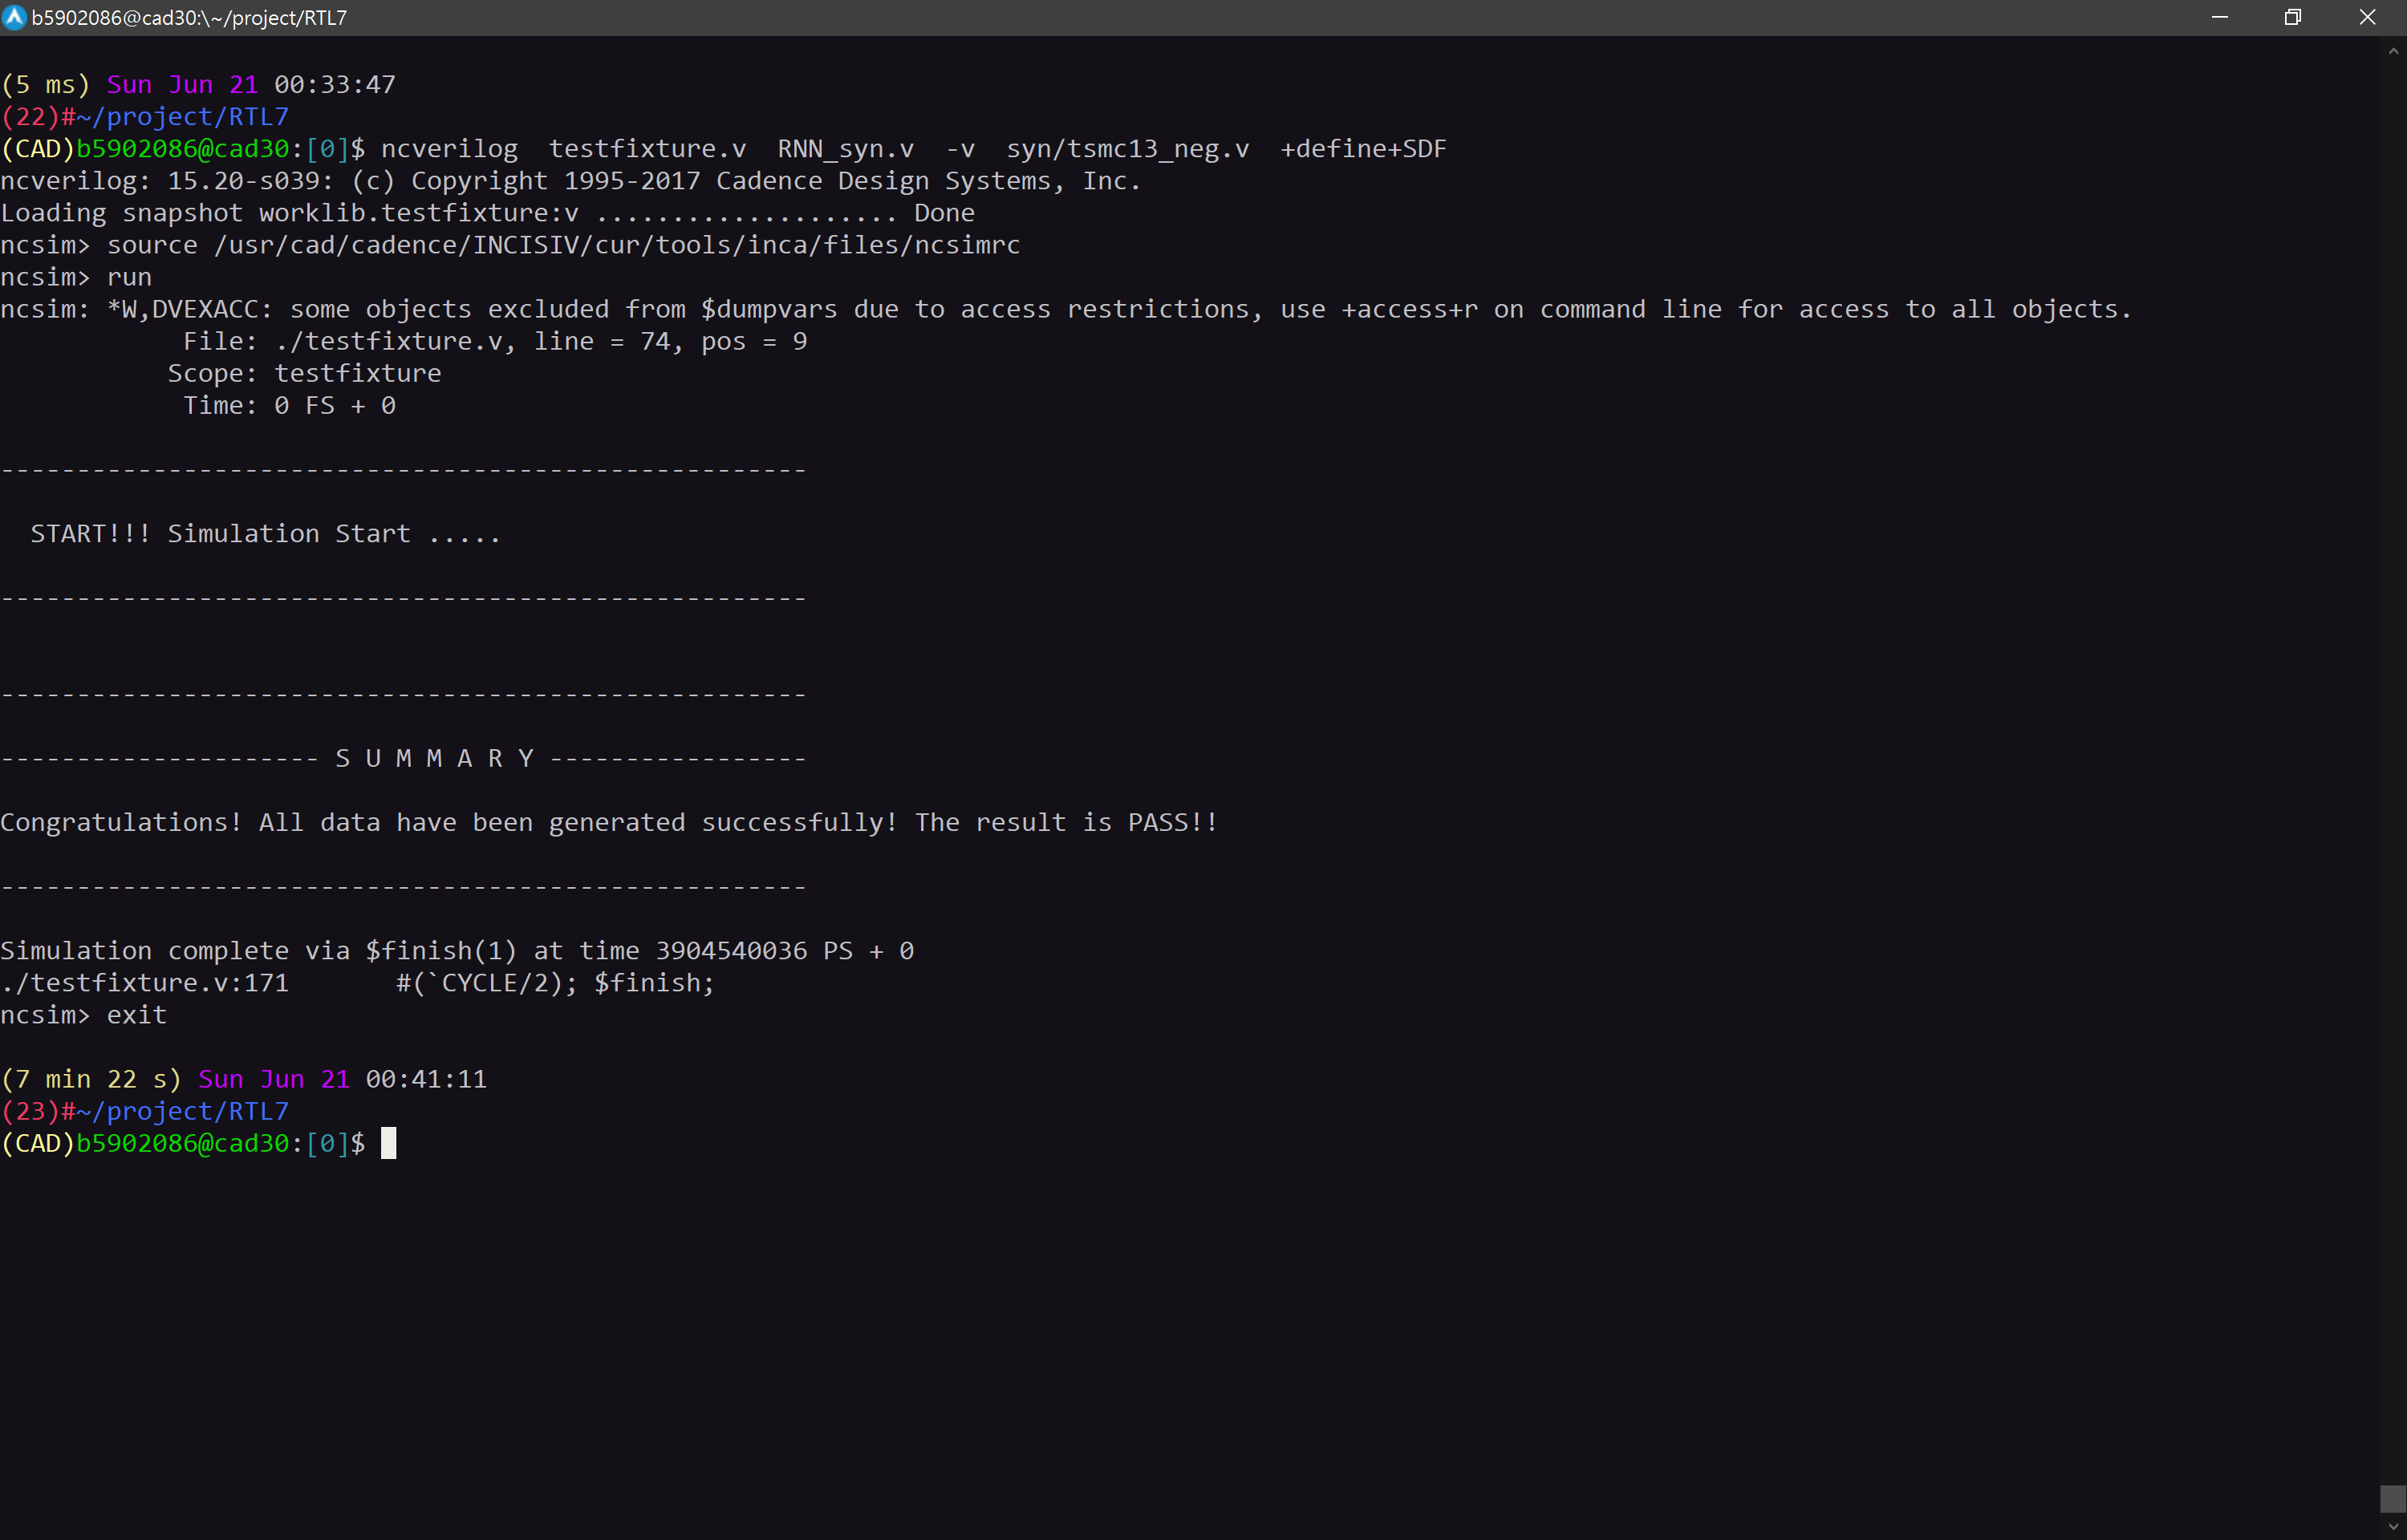 b5902086@cad30:\~/project/RTL7
(5 ms) Sun Jun 21 00:33:47
(22)#~/project/RTL7
(CAD)b5902086@cad30:[0]$ ncverilog  testfixture.v  RNN_syn.v  -v  syn/tsmc13_neg.v  +define+SDF
ncverilog: 15.20-s039: (c) Copyright 1995-2017 Cadence Design Systems, Inc.
Loading snapshot worklib.testfixture:v .................... Done
ncsim> source /usr/cad/cadence/INCISIV/cur/tools/inca/files/ncsimrc
ncsim> run
ncsim: *W,DVEXACC: some objects excluded from $dumpvars due to access restrictions, use +access+r on command line for access to all objects.
            File: ./testfixture.v, line = 74, pos = 9
           Scope: testfixture
            Time: 0 FS + 0
-----------------------------------------------------
  START!!! Simulation Start .....
-----------------------------------------------------
-----------------------------------------------------
--------------------- S U M M A R Y -----------------
Congratulations! All data have been generated successfully! The result is PASS!!
-----------------------------------------------------
Simulation complete via $finish(1) at time 3904540036 PS + 0
./testfixture.v:171       #(`CYCLE/2); $finish;
ncsim> exit
(7 min 22 s) Sun Jun 21 00:41:11
(23)#~/project/RTL7
(CAD)b5902086@cad30:[0]$